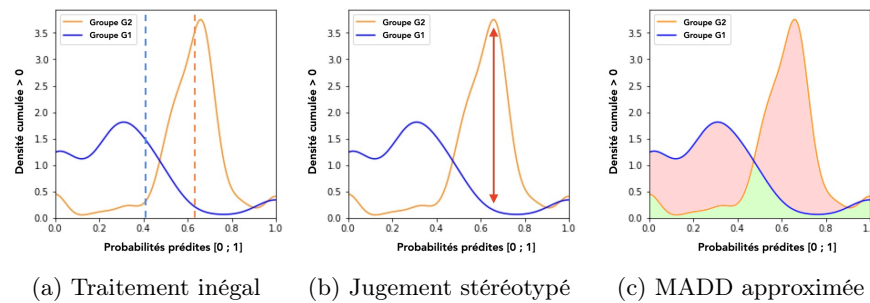 Groupe G2
Groupe G1
Densité cumulée > 0
3.5
3.0
2.5
2.0
1.5
1.0
0.5
0.0
0.0 0.2 0.4 0.6 0.8 1.0
Probabilités prédites [0 ; 1]
(a) Traitement inégal
Groupe G2
Groupe G1
Densité cumulée > 0
3.5
3.0
2.5
2.0
1.5
1.0
0.5
0.0
0.0 0.2 0.4 0.6 0.8 1.0
Probabilités prédites [0 ; 1]
(b) Jugement stéréotypé
Groupe G2
Groupe G1
Densité cumulée > 0
3.5
3.0
2.5
2.0
1.5
1.0
0.5
0.0
0.0 0.2 0.4 0.6 0.8 1.0
Probabilités prédites [0 ; 1]
(c) MADD approximée